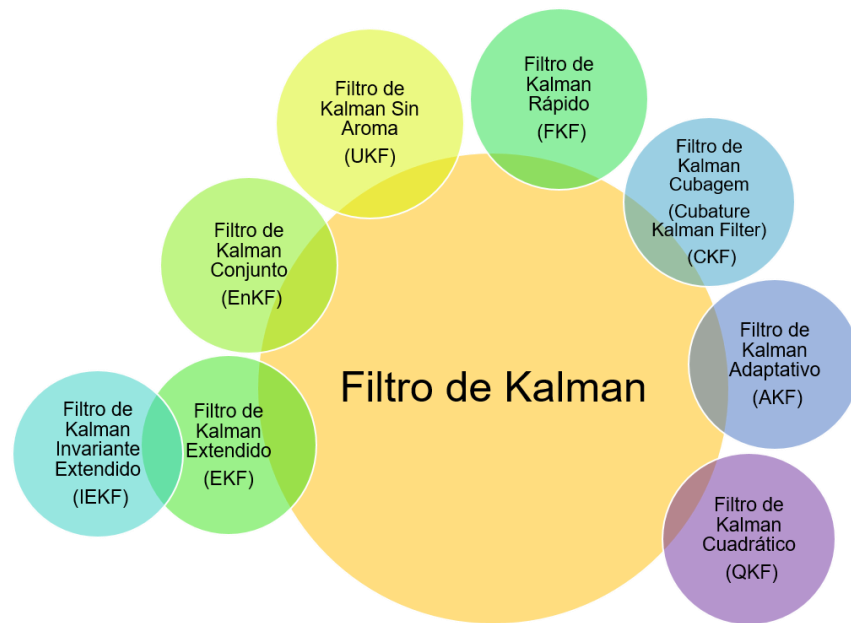 Filtro de
Kalman
Rápido
(FKF)
Filtro de
Kalman Sin
Aroma
(UKF)
Filtro de
Kalman
Cubagem
(Cubature
Kalman Filter)
(CKF)
Filtro de
Kalman
Conjunto
(EnKF)
Filtro de
Kalman
Adaptativo
(AKF)
Filtro de Kalman
Filtro de
Kalman
Invariante
Extendido
(IEKF)
Filtro de
Kalman
Extendido
(EKF)
Filtro de
Kalman
Cuadrático
(QKF)